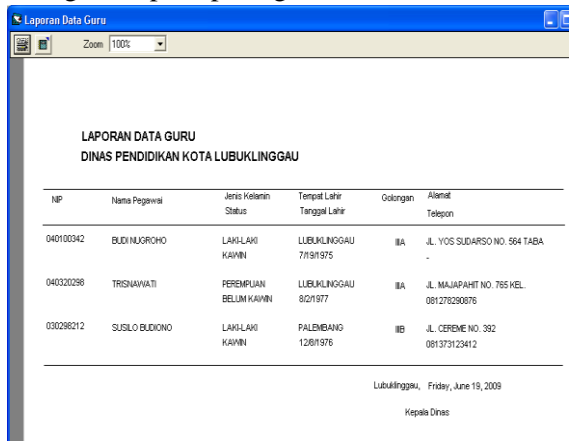 Laporan Data Guru
Zoom 100%
LAPORAN DATA GURU
DINAS PENDIDIKAN KOTA LUBUKLINGGAU
NIP Nama Pegawai Jenis Kelamin Tempat Lahir Golongan Alamat
Status Tanggal Lahir Telepon
040100342 BUDI NUGROHO LAKI-LAKI LUBUKLINGGAU IIIA JL. YOS SUDARSO NO. 564 TABA
KAWIN 7/19/1975 -
040320298 TRISNAWATI PEREMPUAN LUBUKLINGGAU IIIA JL. MAJAPAHIT NO. 765 KEL.
BELUM KAWIN 8/2/1977 081278290876
030298212 SUSILO BUDIONO LAKI-LAKI PALEMBANG IIIB JL. CEREME NO. 392
KAWIN 12/8/1976 081373123412
Lubuklinggau, Friday, June 19, 2009
Kepala Dinas